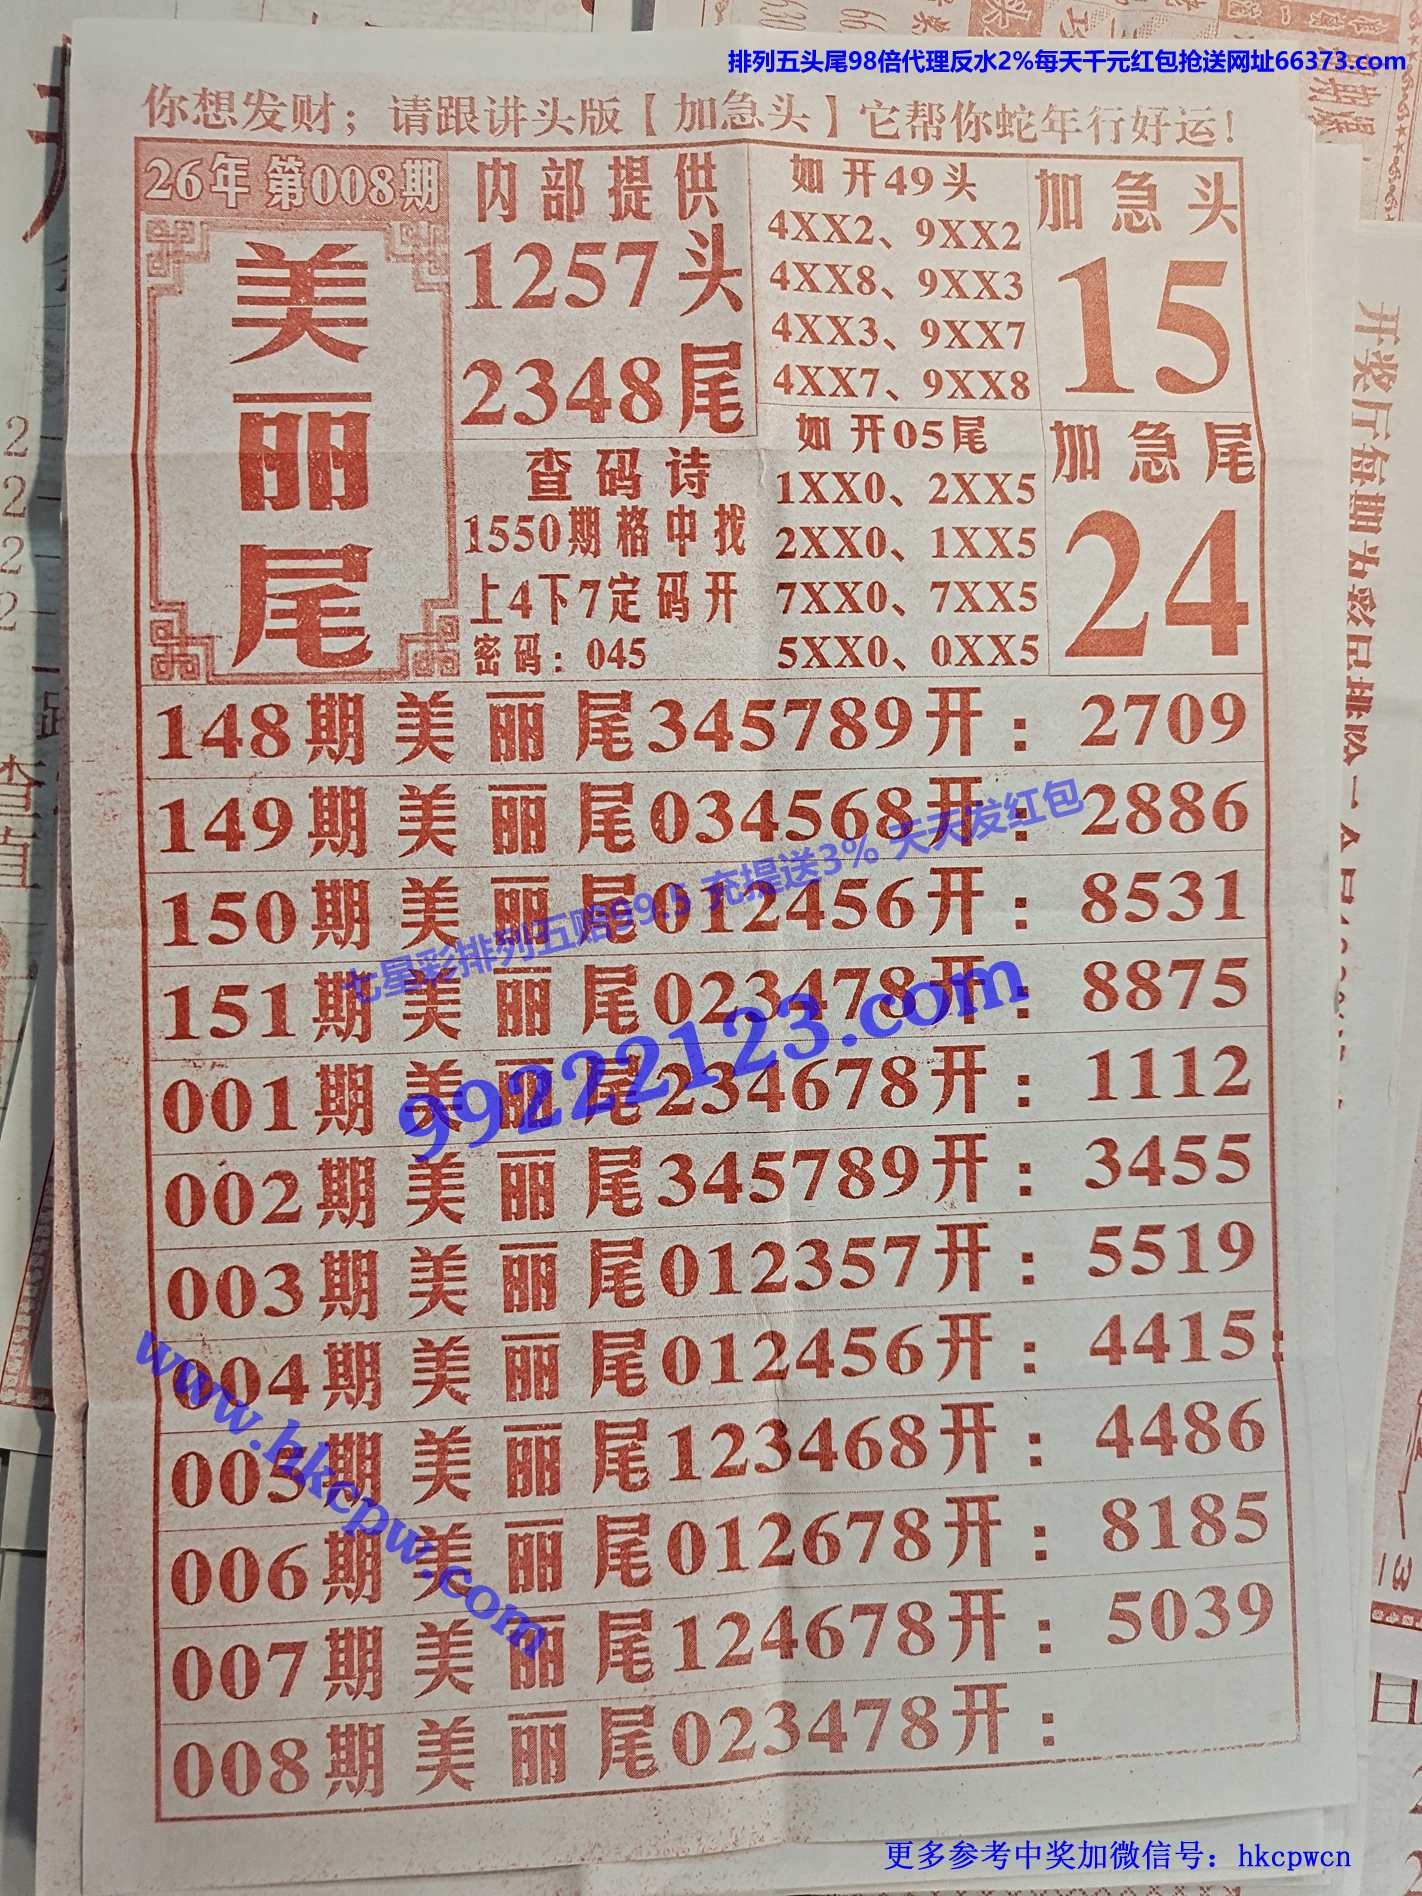 排列五头尾98倍代理反水2%每天千元红包抢送网址66373.com
你想发财；请跟讲头版【加急头】它帮你蛇年行好运！
26年 第008期
美丽尾
内部提供
1257头
2348尾
查码诗
1550期格中找
上4下7定码开
密码：045
如开49头
4XX2、9XX2
4XX8、9XX3
4XX3、9XX7
4XX7、9XX8
如开05尾
1XX0、2XX5
2XX0、1XX5
7XX0、7XX5
5XX0、0XX5
加急头
15
加急尾
24
148期美丽尾345789开：2709
149期美丽尾034568开：2886
150期美丽尾012456开：8531
151期美丽尾023478开：8875
001期美丽尾234678开：1112
002期美丽尾345789开：3455
003期美丽尾012357开：5519
004期美丽尾012456开：4415：
005期美丽尾123468开：4486
006期美丽尾012678开：8185
007期美丽尾124678开：5039
008期美丽尾023478开：
七星彩排列五赔99.5 充提送3% 天天发红包
99222123.com
www.hkcpw.com
更多参考中奖加微信号：hkcpwcn